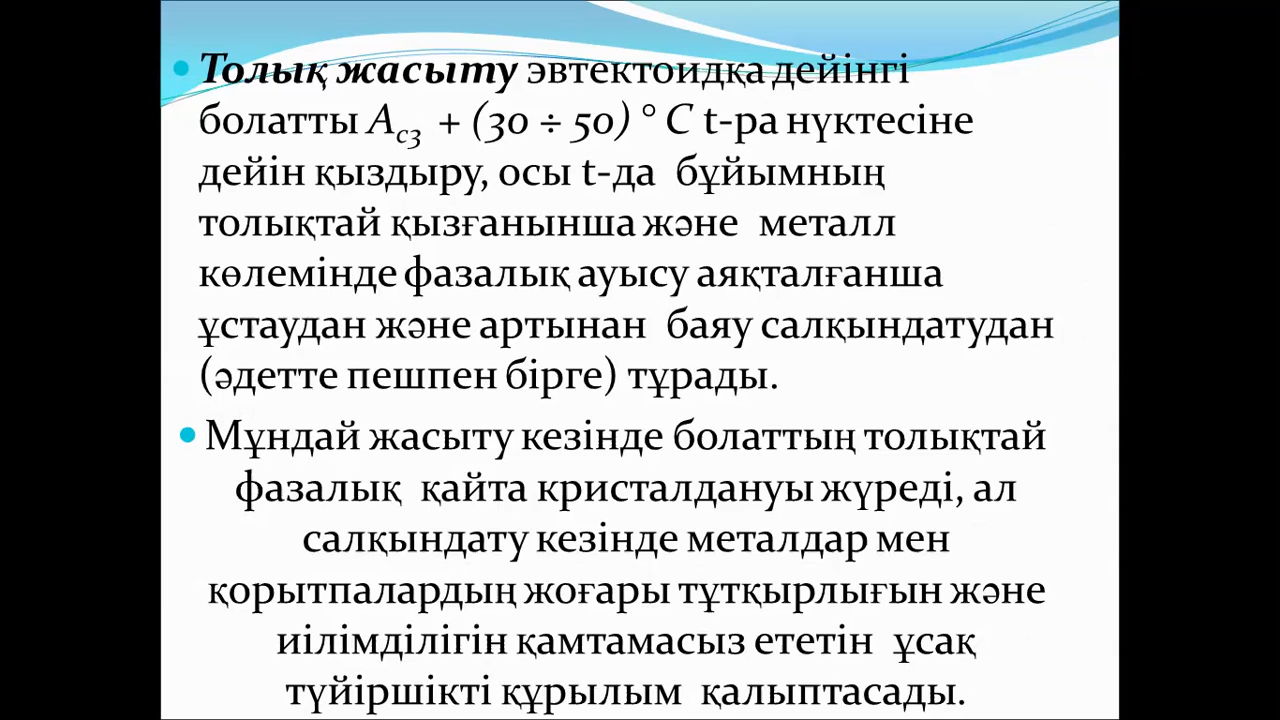 Толық жасыту эвтектоидқа дейінгі
болатты Ac3 + (30 ÷ 50) ° C t-ра нүктесіне
дейін қыздыру, осы t-да бұйымның
толықтай қызғанынша және металл
көлемінде фазалық ауысу аяқталғанша
ұстаудан және артынан баяу салқындатудан
(әдетте пешпен бірге) тұрады.
Мұндай жасыту кезінде болаттың толықтай
фазалық қайта кристалдануы жүреді, ал
салқындату кезінде металдар мен
қорытпалардың жоғары тұтқырлығын және
иілімділігін қамтамасыз ететін ұсақ
түйіршікті құрылым қалыптасады.